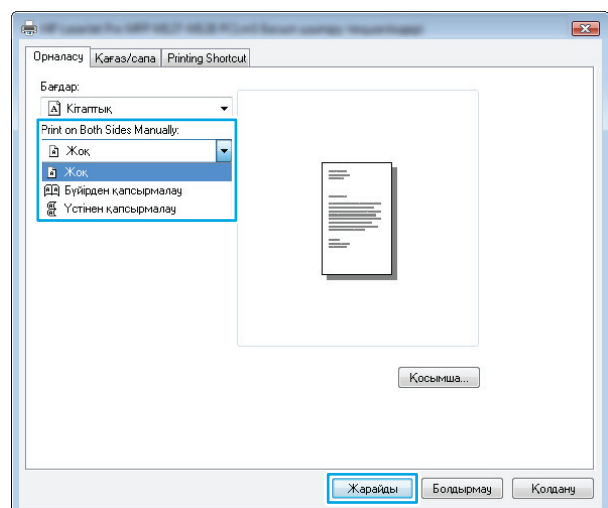 Орналасу Қағаз/сапа Printing Shortcut
Бағдар:
Кітаптық
Print on Both Sides Manually:
Жоқ
Жоқ
Бүйірден қапсырмалау
Үстінен қапсырмалау
Қосымша...
Жарайды Болдырмау Қолдану